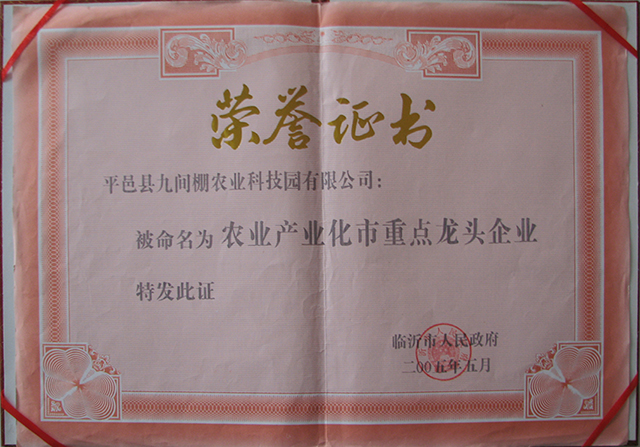 荣誉证书
平邑县九间棚农业科技园有限公司：
被命名为 农业产业化市重点龙头企业
特发此证
临沂市人民政府
二00五年五月